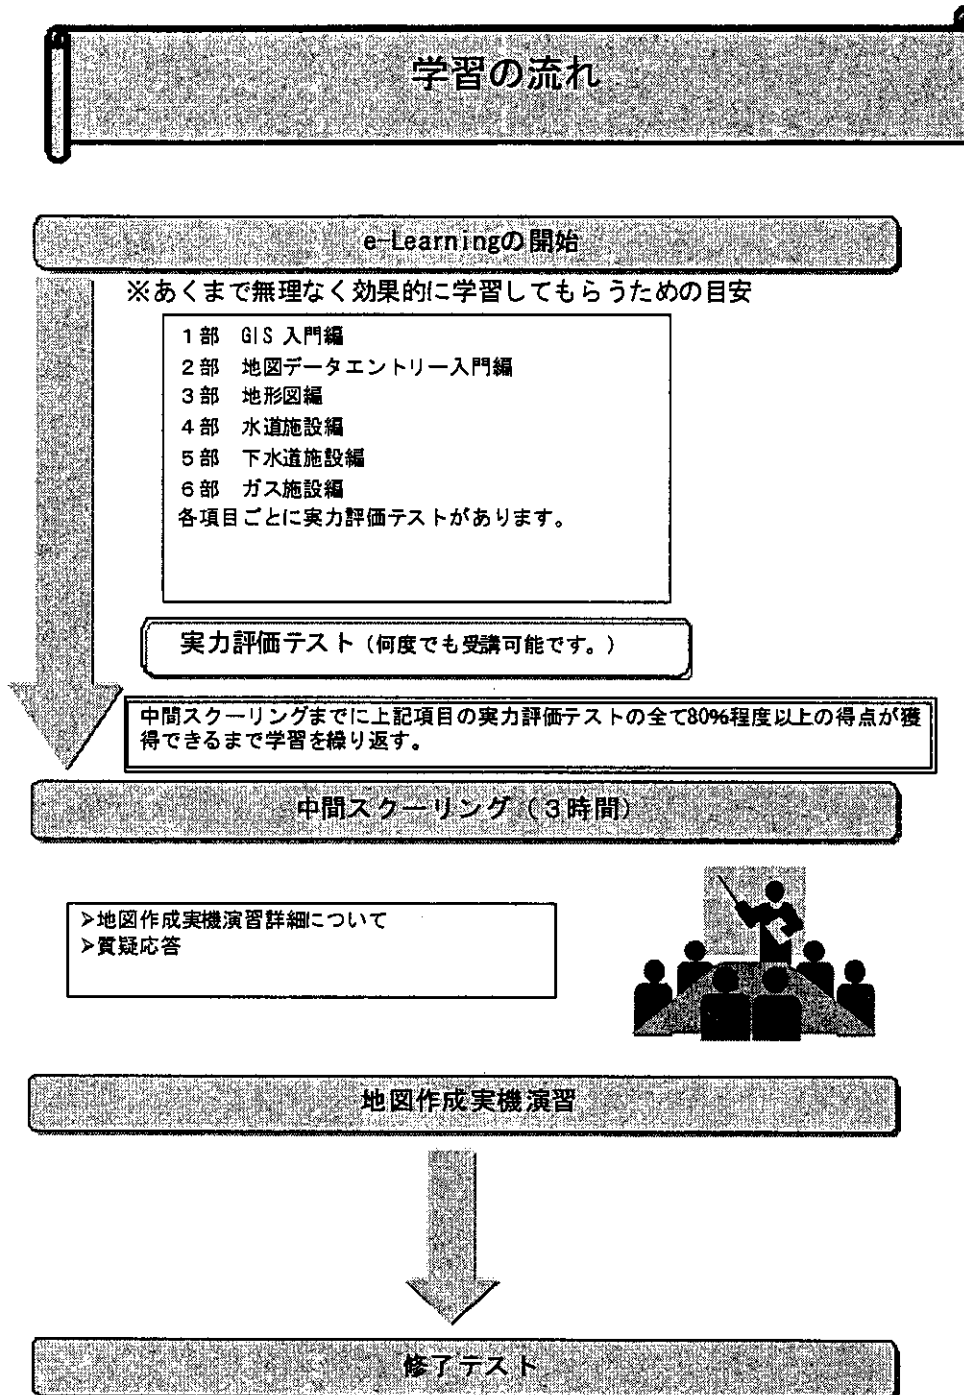 学習の流れ
e-Learningの開始
※あくまで無理なく効果的に学習してもらうための目安
1部 GIS 入門編
2部 地図データエントリー入門編
3部 地形図編
4部 水道施設編
5部 下水道施設編
6部 ガス施設編
各項目ごとに実力評価テストがあります。
実力評価テスト（何度でも受講可能です。）
中間スクーリングまでに上記項目の実力評価テストの全て80%程度以上の得点が獲
得できるまで学習を繰り返す。
中間スクーリング（3時間）
➢地図作成実機演習詳細について
➢質疑応答
地図作成実機演習
修了テスト